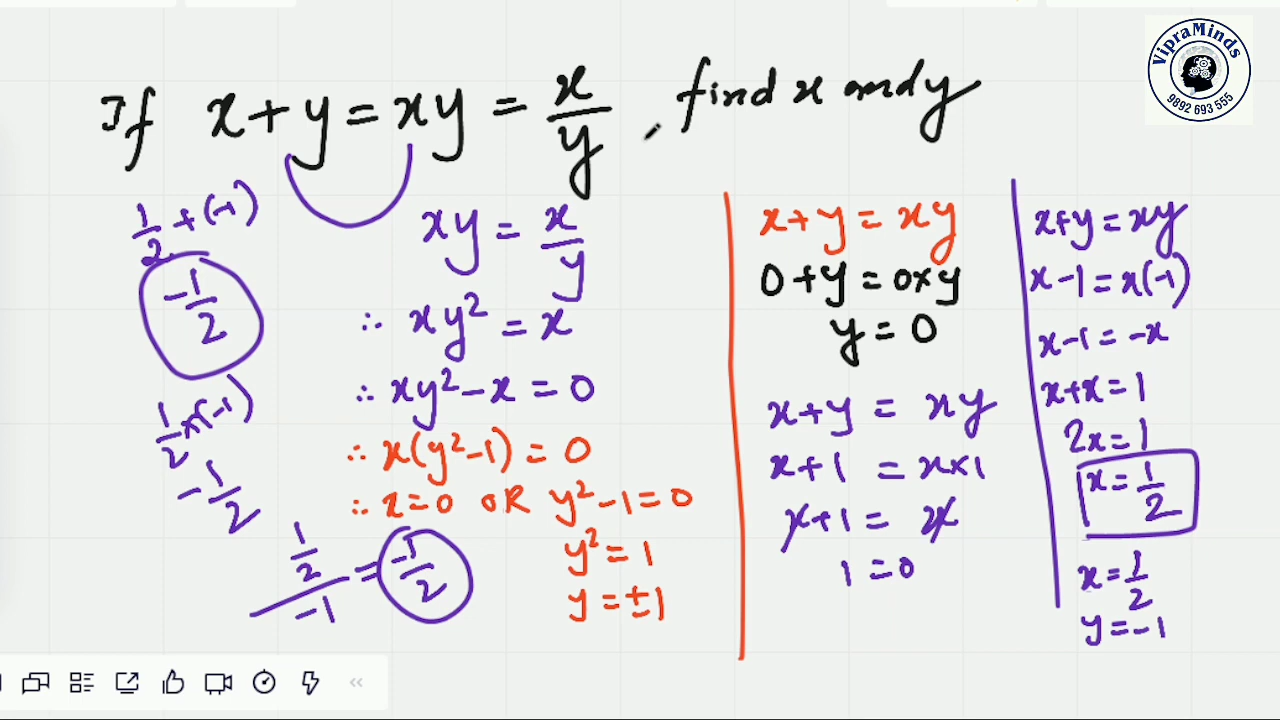 VipraMinds
9892 693 555
If x + y = xy = x/y , find x and y
1/2 + (-1)
-1/2
1/2 x (-1)
-1/2
1/2 / -1 = -1/2
xy = x/y
∴ xy² = x
∴ xy² - x = 0
∴ x(y² - 1) = 0
∴ x = 0 OR y² - 1 = 0
y² = 1
y = ±1
x + y = xy
0 + y = 0 x y
y = 0
x + y = xy
x + 1 = x x 1
x + 1 = x
1 = 0
x + y = xy
x - 1 = x(-1)
x - 1 = -x
x + x = 1
2x = 1
x = 1/2
x = 1/2
y = -1